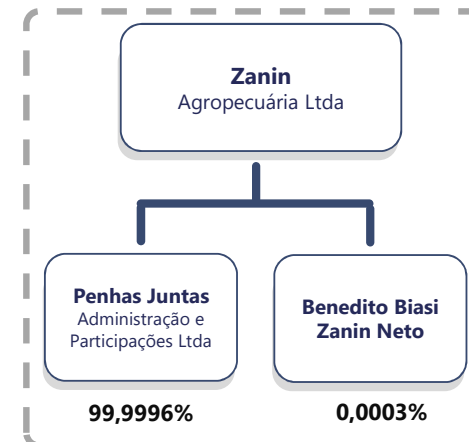 Zanin
Agropecuária Ltda
Penhas Juntas
Administração e
Participações Ltda
Benedito Biasi
Zanin Neto
99,9996%
0,0003%